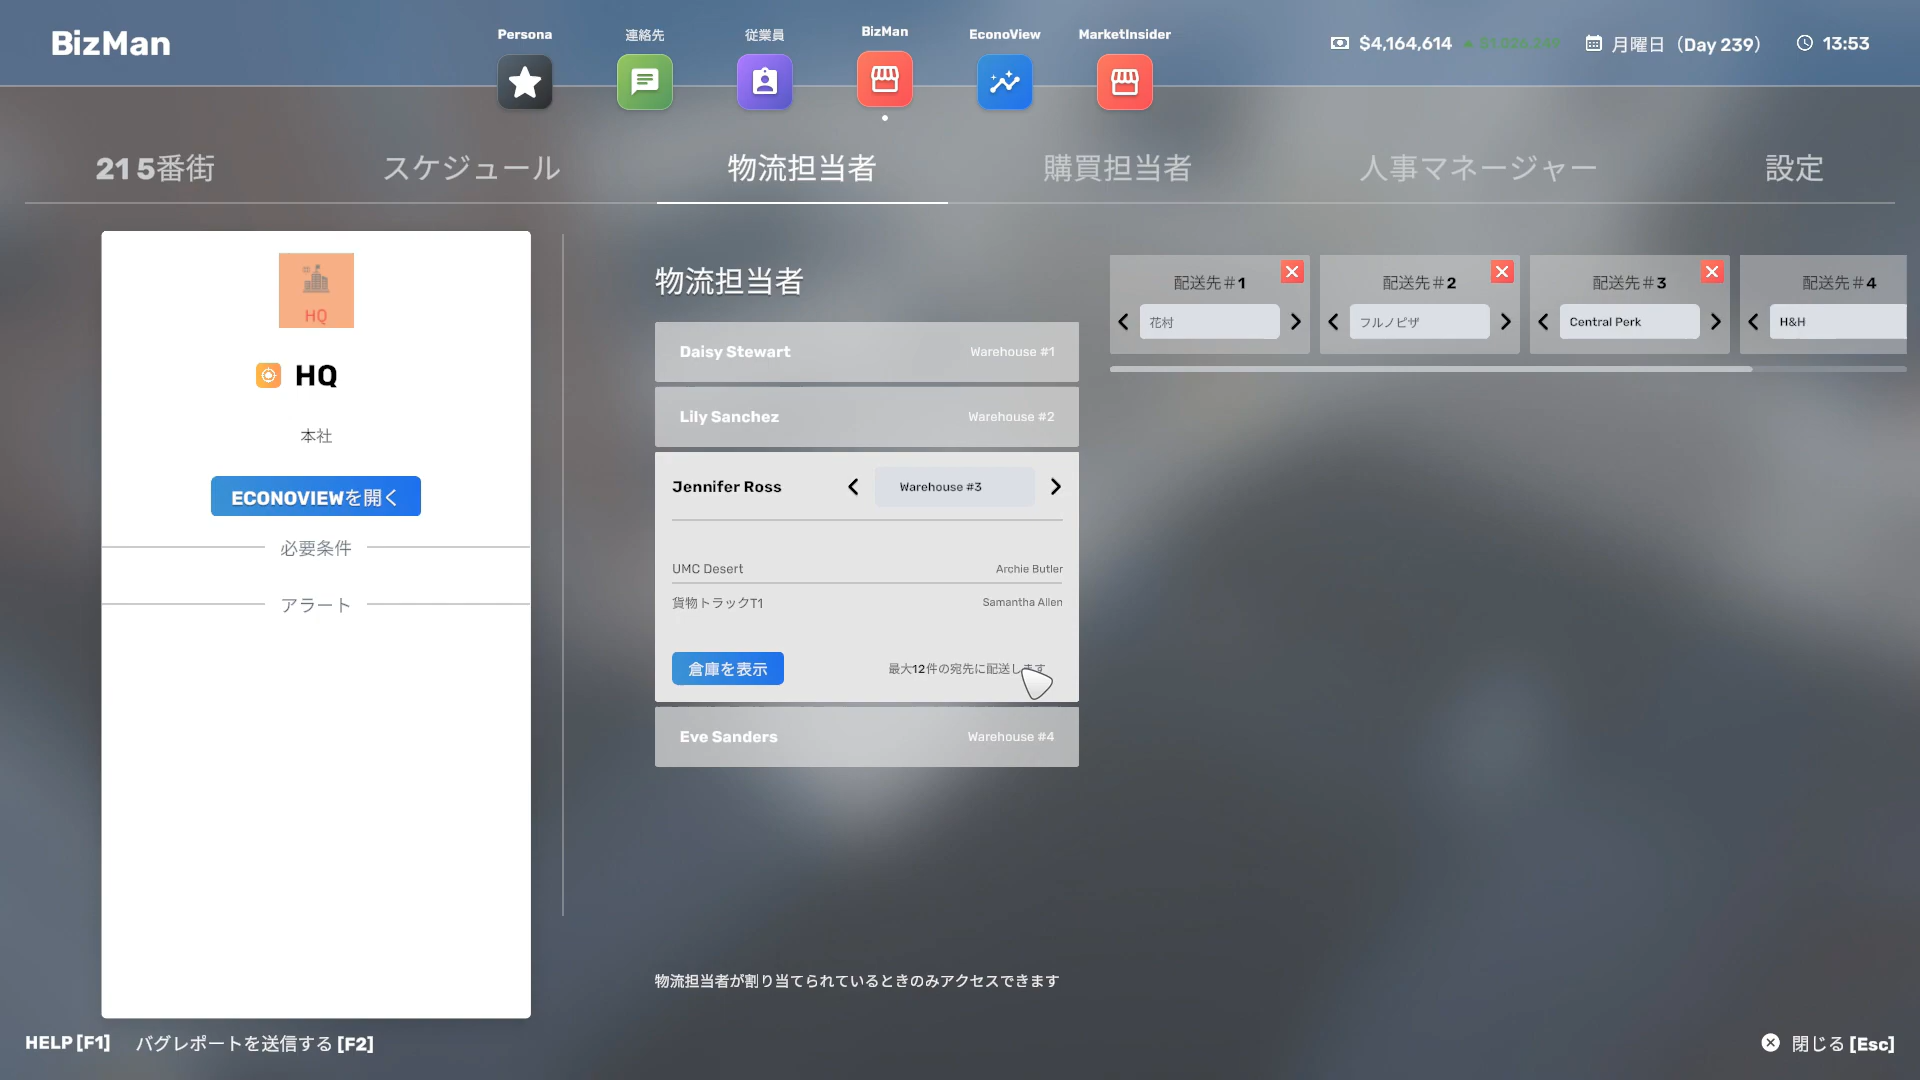 BizMan
Persona
連絡先
従業員
BizMan
EconoView
MarketInsider
$4,164,614
$1,026,249
月曜日（Day 239）
13:53
21 5番街
スケジュール
物流担当者
購買担当者
人事マネージャー
設定
HQ
HQ
本社
ECONOVIEWを開く
必要条件
アラート
物流担当者
Daisy Stewart
Warehouse #1
Lily Sanchez
Warehouse #2
Jennifer Ross
Warehouse #3
UMC Desert
Archie Butler
貨物トラックT1
Samantha Allen
倉庫を表示
最大12件の宛先に配送します
Eve Sanders
Warehouse #4
配送先＃1
花村
配送先＃2
フルノピザ
配送先＃3
Central Perk
配送先＃4
H&H
物流担当者が割り当てられているときのみアクセスできます
HELP [F1]
バグレポートを送信する [F2]
閉じる [Esc]